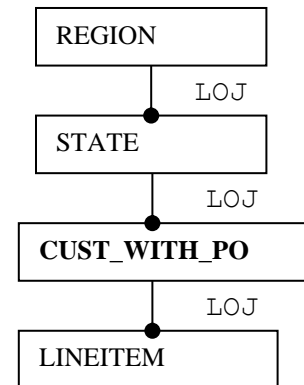 REGION
LOJ
STATE
LOJ
CUST_WITH_PO
LOJ
LINEITEM